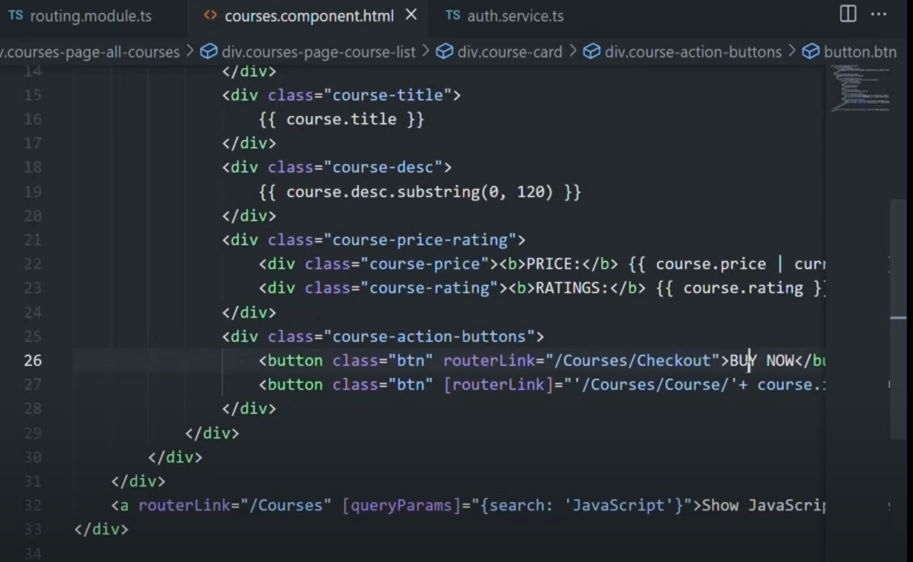 TS routing.module.ts <> courses.component.html × TS auth.service.ts ...
v.courses-page-all-courses > div.courses-page-course-list > div.course-card > div.course-action-buttons > button.btn
14 </div>
15 <div class="course-title">
16 {{ course.title }}
17 </div>
18 <div class="course-desc">
19 {{ course.desc.substring(0, 120) }}
20 </div>
21 <div class="course-price-rating">
22 <div class="course-price"><b>PRICE:</b> {{ course.price | curr
23 <div class="course-rating"><b>RATINGS:</b> {{ course.rating }}
24 </div>
25 <div class="course-action-buttons">
26 <button class="btn" routerLink="/Courses/Checkout">BUY NOW</bu
27 <button class="btn" [routerLink]="'/Courses/Course/'+ course.i
28 </div>
29 </div>
30 </div>
31 </div>
32 <a routerLink="/Courses" [queryParams]="{search: 'JavaScript'}">Show JavaScrip
33 </div>
34